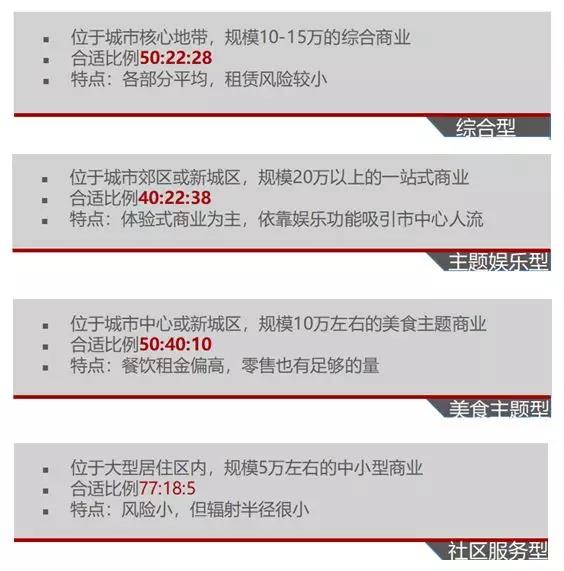 ▪ 位于城市核心地带，规模10-15万的综合商业
▪ 合适比例50:22:28
▪ 特点：各部分平均，租赁风险较小
综合型
▪ 位于城市郊区或新城区，规模20万以上的一站式商业
▪ 合适比例40:22:38
▪ 特点：体验式商业为主，依靠娱乐功能吸引市中心人流
主题娱乐型
▪ 位于城市中心或新城区，规模10万左右的美食主题商业
▪ 合适比例50:40:10
▪ 特点：餐饮租金偏高，零售也有足够的量
美食主题型
▪ 位于大型居住区内，规模5万左右的中小型商业
▪ 合适比例77:18:5
▪ 特点：风险小，但辐射半径很小
社区服务型